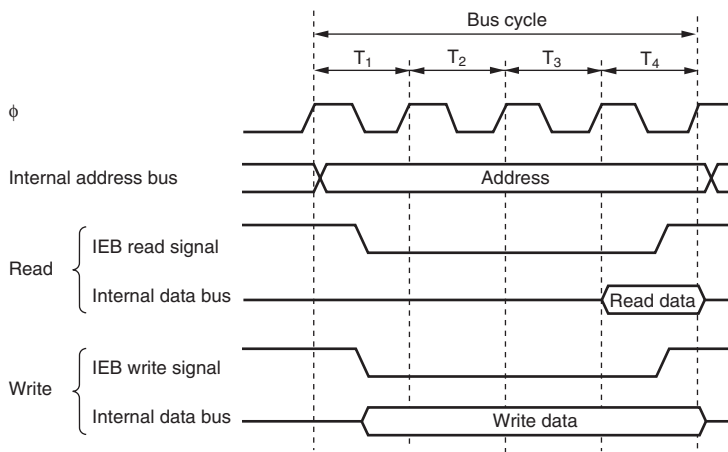 Bus cycle
T1 T2 T3 T4
ϕ
Internal address bus Address
IEB read signal
Read
Internal data bus Read data
IEB write signal
Write
Internal data bus Write data